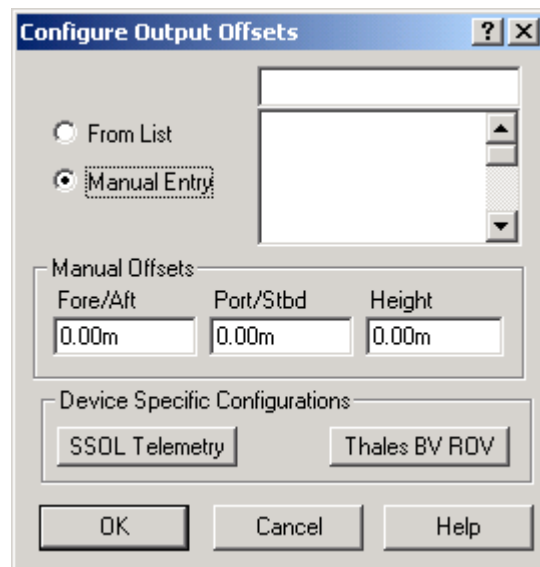 Configure Output Offsets
From List
Manual Entry
Manual Offsets
Fore/Aft Port/Stbd Height
0.00m 0.00m 0.00m
Device Specific Configurations
SSOL Telemetry Thales BV ROV
OK Cancel Help